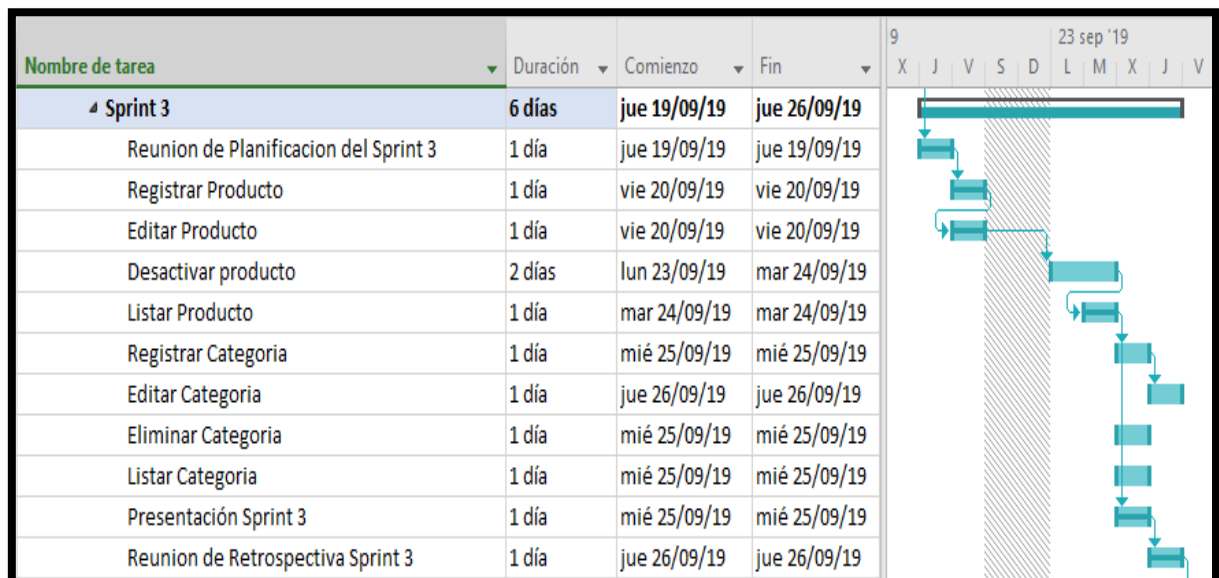 9 23 sep '19
Nombre de tarea Duración Comienzo Fin X J V S D L M X J V
Sprint 3 6 días jue 19/09/19 jue 26/09/19
Reunion de Planificacion del Sprint 3 1 día jue 19/09/19 jue 19/09/19
Registrar Producto 1 día vie 20/09/19 vie 20/09/19
Editar Producto 1 día vie 20/09/19 vie 20/09/19
Desactivar producto 2 días lun 23/09/19 mar 24/09/19
Listar Producto 1 día mar 24/09/19 mar 24/09/19
Registrar Categoria 1 día mié 25/09/19 mié 25/09/19
Editar Categoria 1 día jue 26/09/19 jue 26/09/19
Eliminar Categoria 1 día mié 25/09/19 mié 25/09/19
Listar Categoria 1 día mié 25/09/19 mié 25/09/19
Presentación Sprint 3 1 día mié 25/09/19 mié 25/09/19
Reunion de Retrospectiva Sprint 3 1 día jue 26/09/19 jue 26/09/19